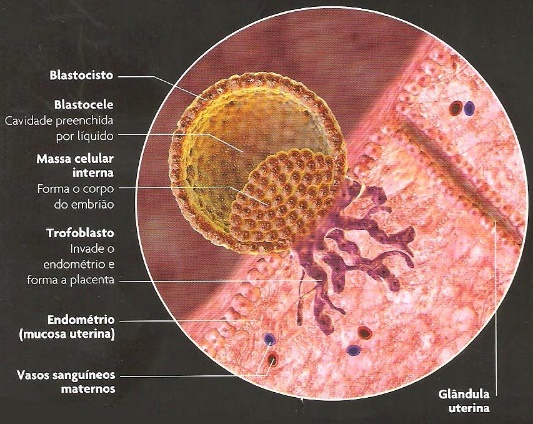 Blastocisto
Blastocele
Cavidade preenchida
por líquido
Massa celular
interna
Forma o corpo
do embrião
Trofoblasto
Invade o
endométrio e
forma a placenta
Endométrio
(mucosa uterina)
Vasos sanguíneos
maternos
Glândula
uterina